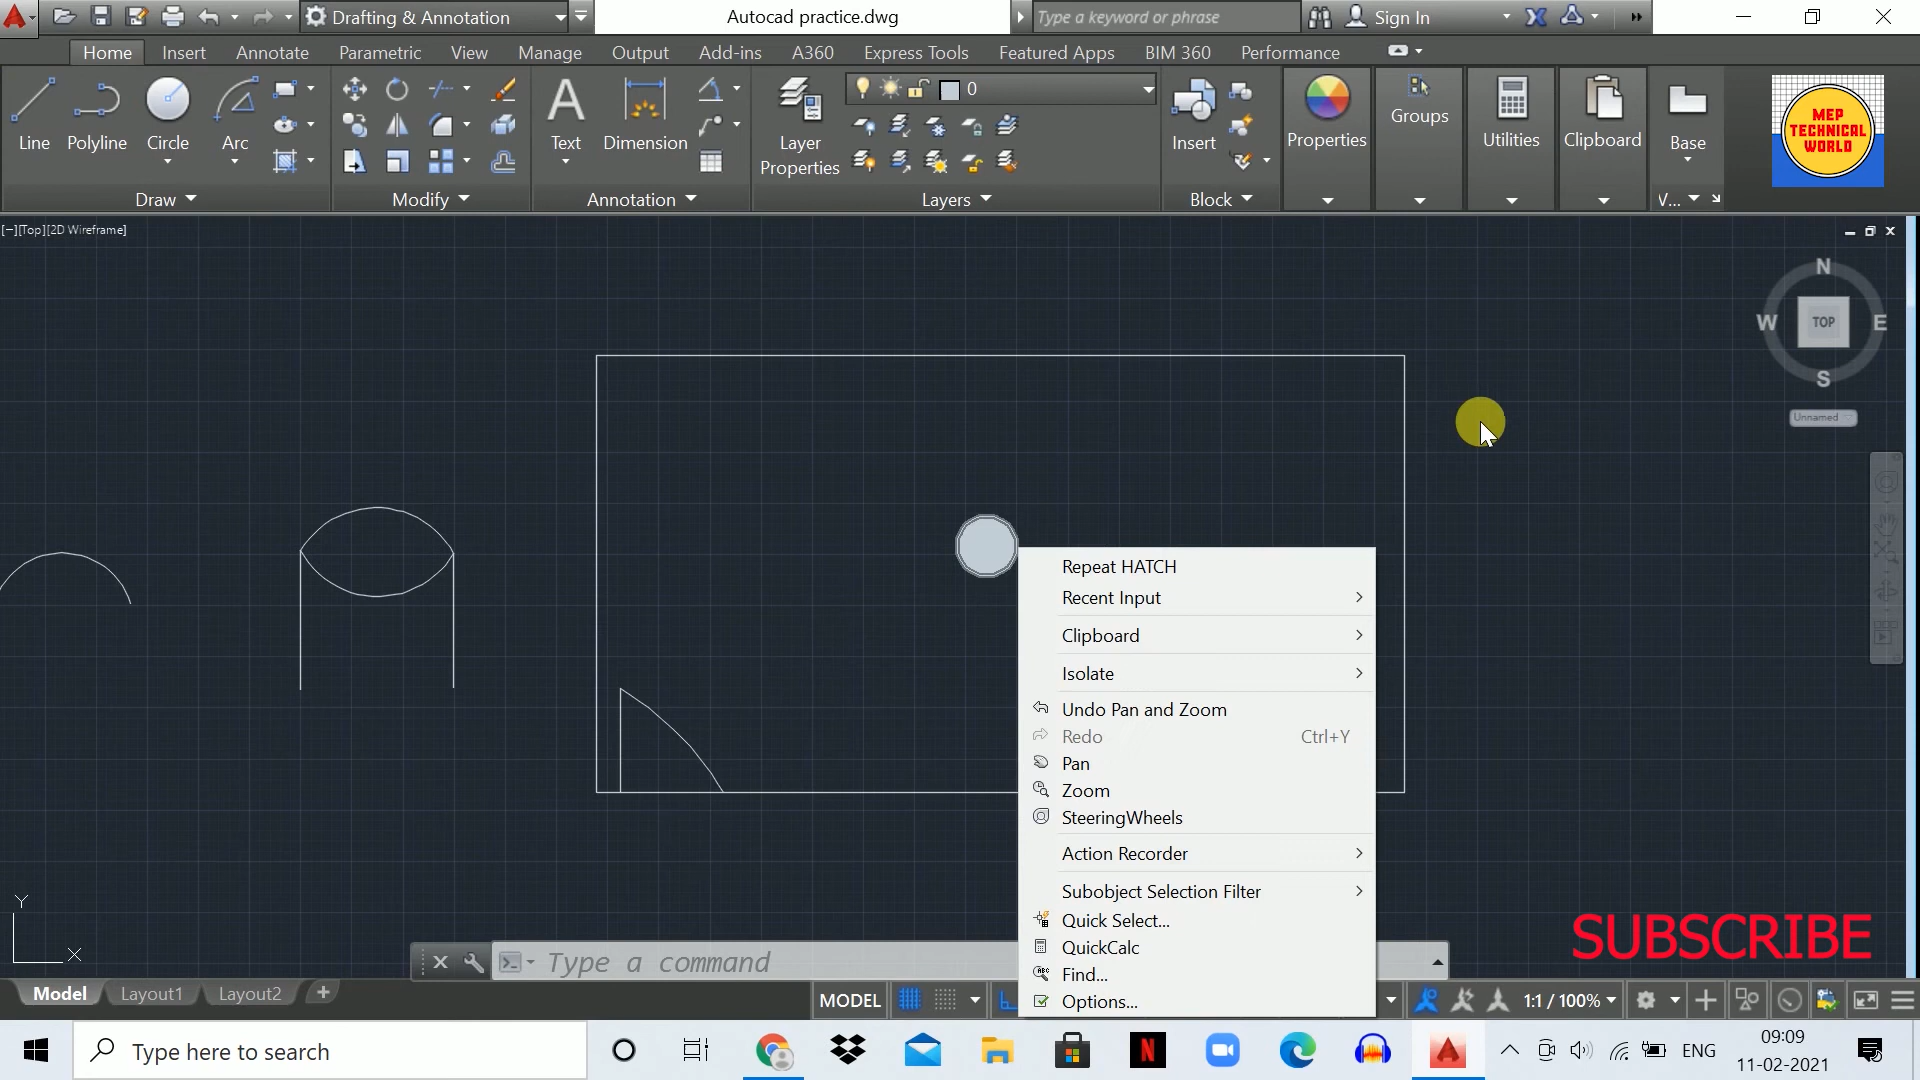 Drafting & Annotation
Autocad practice.dwg
Type a keyword or phrase
Sign In
Home
Insert
Annotate
Parametric
View
Manage
Output
Add-ins
A360
Express Tools
Featured Apps
BIM 360
Performance
Line
Polyline
Circle
Arc
Text
Dimension
Layer
Properties
0
Insert
Properties
Groups
Utilities
Clipboard
Base
Draw
Modify
Annotation
Layers
Block
V...
MEP
TECHNICAL
WORLD
[−][Top][2D Wireframe]
N
W
TOP
E
S
Unnamed
Repeat HATCH
Recent Input
Clipboard
Isolate
Undo Pan and Zoom
Redo Ctrl+Y
Pan
Zoom
SteeringWheels
Action Recorder
Subobject Selection Filter
Quick Select...
QuickCalc
Find...
Options...
Y
X
SUBSCRIBE
Type a command
Model
Layout1
Layout2
MODEL
1:1 / 100%
Type here to search
N
ENG
09:09
11-02-2021